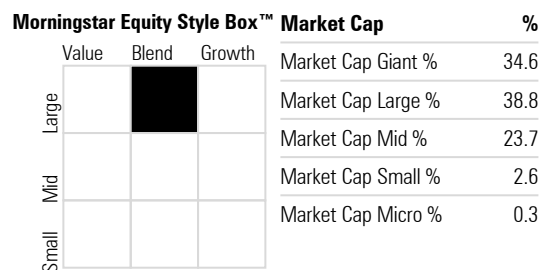 Morningstar Equity Style Box™
Value Blend Growth
Large
Mid
Small
Market Cap %
Market Cap Giant % 34.6
Market Cap Large % 38.8
Market Cap Mid % 23.7
Market Cap Small % 2.6
Market Cap Micro % 0.3